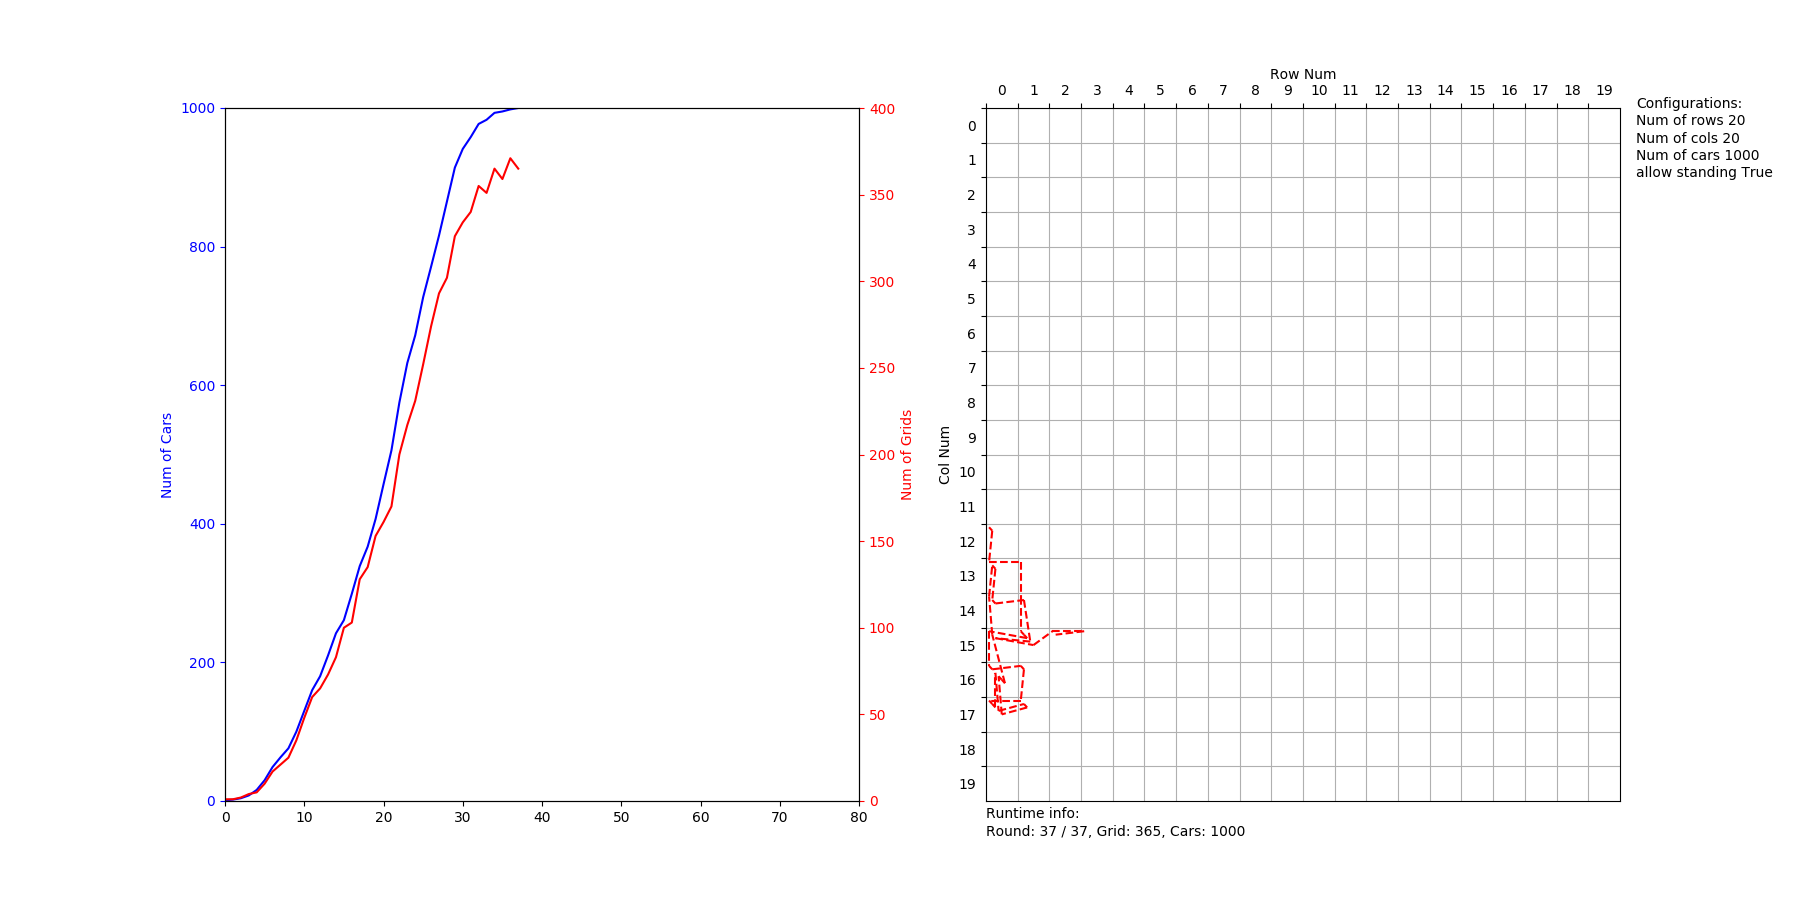 1000
800
600
400
200
0
Num of Cars
0 10 20 30 40 50 60 70 80
400
350
300
250
200
150
100
50
0
Num of Grids
Row Num
0 1 2 3 4 5 6 7 8 9 10 11 12 13 14 15 16 17 18 19
Col Num
0
1
2
3
4
5
6
7
8
9
10
11
12
13
14
15
16
17
18
19
Configurations:
Num of rows 20
Num of cols 20
Num of cars 1000
allow standing True
Runtime info:
Round: 37 / 37, Grid: 365, Cars: 1000